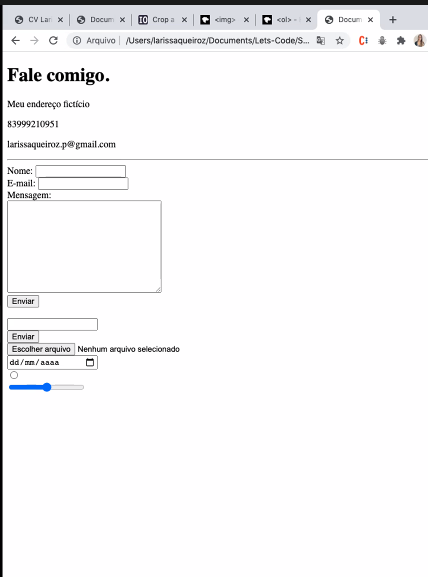 CV Lari
Docum
Crop a
<img>
<ol> - 
Docum
Arquivo | /Users/larissaqueiroz/Documents/Lets-Code/S...
Fale comigo.
Meu endereço fictício
83999210951
larissaqueiroz.p@gmail.com
Nome:
E-mail:
Mensagem:
Enviar
Enviar
Escolher arquivo Nenhum arquivo selecionado
dd/mm/aaaa